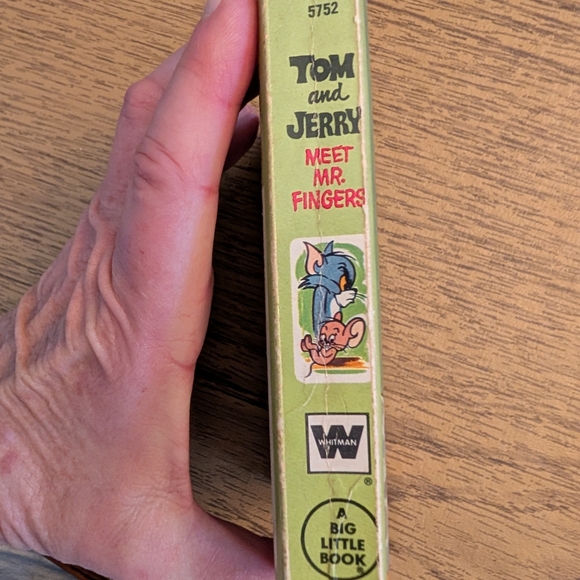 5752
TOM
and
JERRY
MEET
MR.
FINGERS
WHITMAN
®
A
BIG
LITTLE
BOOK®